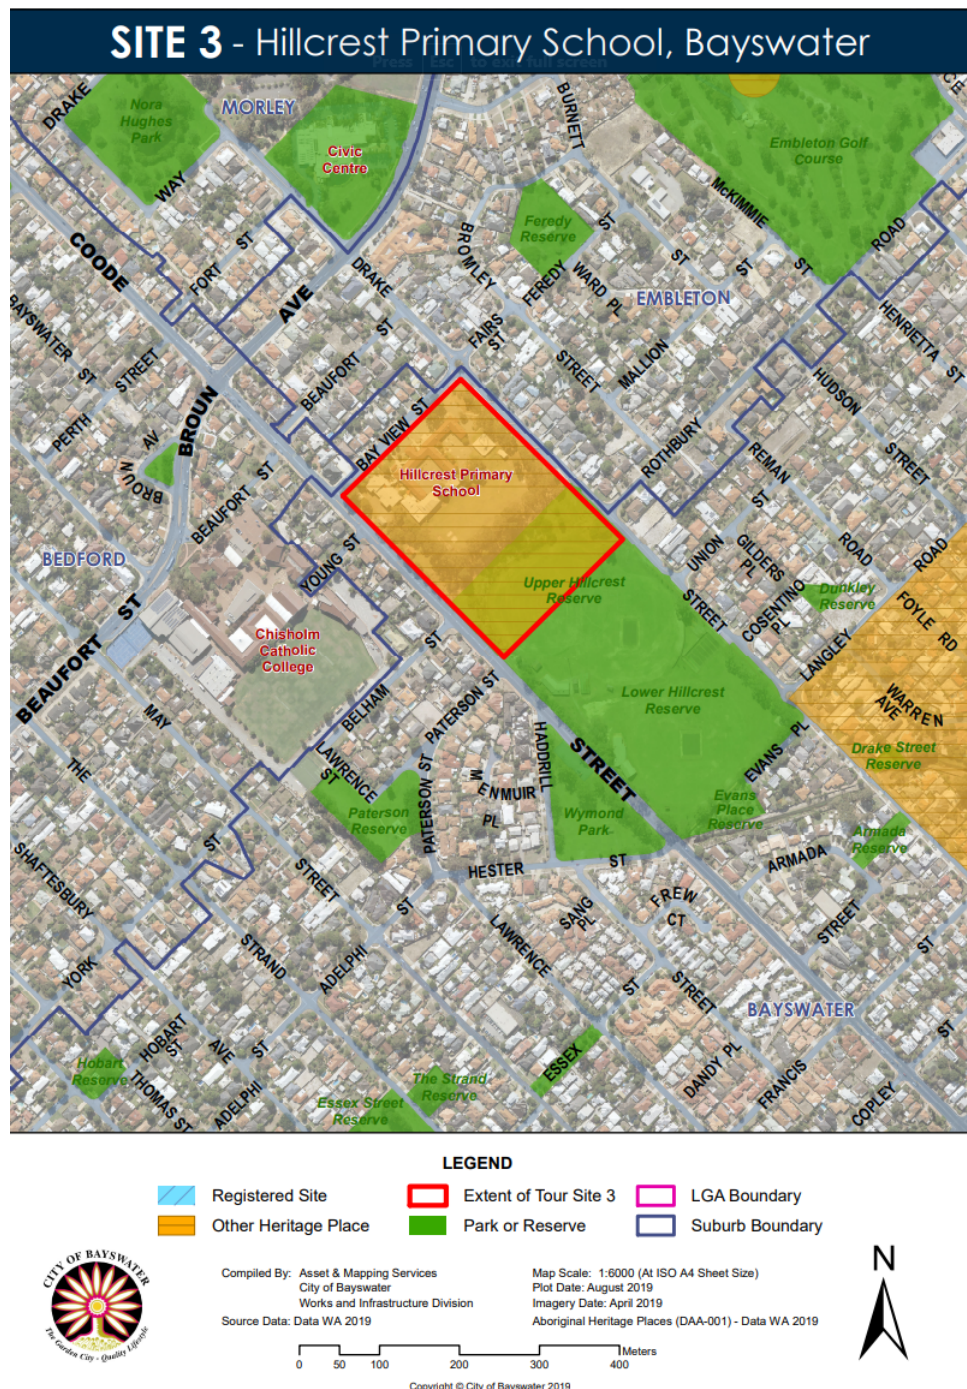 SITE 3 - Hillcrest Primary School, Bayswater
Press Esc to exit full screen
DRAKE
Nora
Hughes
Park
MORLEY
Civic
Centre
BURNETT
Embleton Golf
Course
WAY
McKIMMIE
ST
ROAD
COODE
FORT ST
DRAKE
BROMLEY
Feredy
Reserve
ST
FEREDY
WARD PL
ST
ST
EMBLETON
BAYSWATER
ST
AVE
FAIRS
ST
HENRIETTA
ST
PERTH
STREET
BEAUFORT ST
STREET
MALLION
HUDSON
BROUN
BROUN AV
BAY VIEW ST
ROTHBURY
STREET
REMAN
ST
ROAD
BEAUFORT ST
Hillcrest Primary
School
BEDFORD
YOUNG ST
UNION
GILDERS
PL
ROAD
Upper Hillcrest
Reserve
STREET
COSENTINO
PL
Dunkley
Reserve
FOYLE RD
BEAUFORT ST
Chisholm
Catholic
College
ST
BELHAM
LANGLEY
Lower Hillcrest
Reserve
WARREN
AVE
MAY
PATERSON ST
Drake Street
Reserve
THE
LAWRENCE
ST
HADDRILL
STREET
EVANS PL
PATERSON ST
MENMUIR
PL
Paterson
Reserve
Wymond
Park
Evans
Place
Reserve
Armada
Reserve
SHAFTESBURY
ST
STREET
HESTER ST
ARMADA
YORK
STRAND
ST
ADELPHI
LAWRENCE
SANG
PL
FREW
CT
STREET
ST
ST
STREET
BAYSWATER
HOBART
ST
AVE
ST
Hobart
Reserve
THOMAS ST
ADELPHI
The Strand
Reserve
Essex Street
Reserve
ESSEX
DANDY PL
FRANCIS
ST
COPLEY
LEGEND
Registered Site
Extent of Tour Site 3
LGA Boundary
Other Heritage Place
Park or Reserve
Suburb Boundary
CITY OF BAYSWATER
The Garden City - Quality Lifestyle
Compiled By: Asset & Mapping Services
City of Bayswater
Works and Infrastructure Division
Source Data: Data WA 2019
Map Scale: 1:6000 (At ISO A4 Sheet Size)
Plot Date: August 2019
Imagery Date: April 2019
Aboriginal Heritage Places (DAA-001) - Data WA 2019
N
Meters
0 50 100 200 300 400
Copyright © City of Bayswater 2019